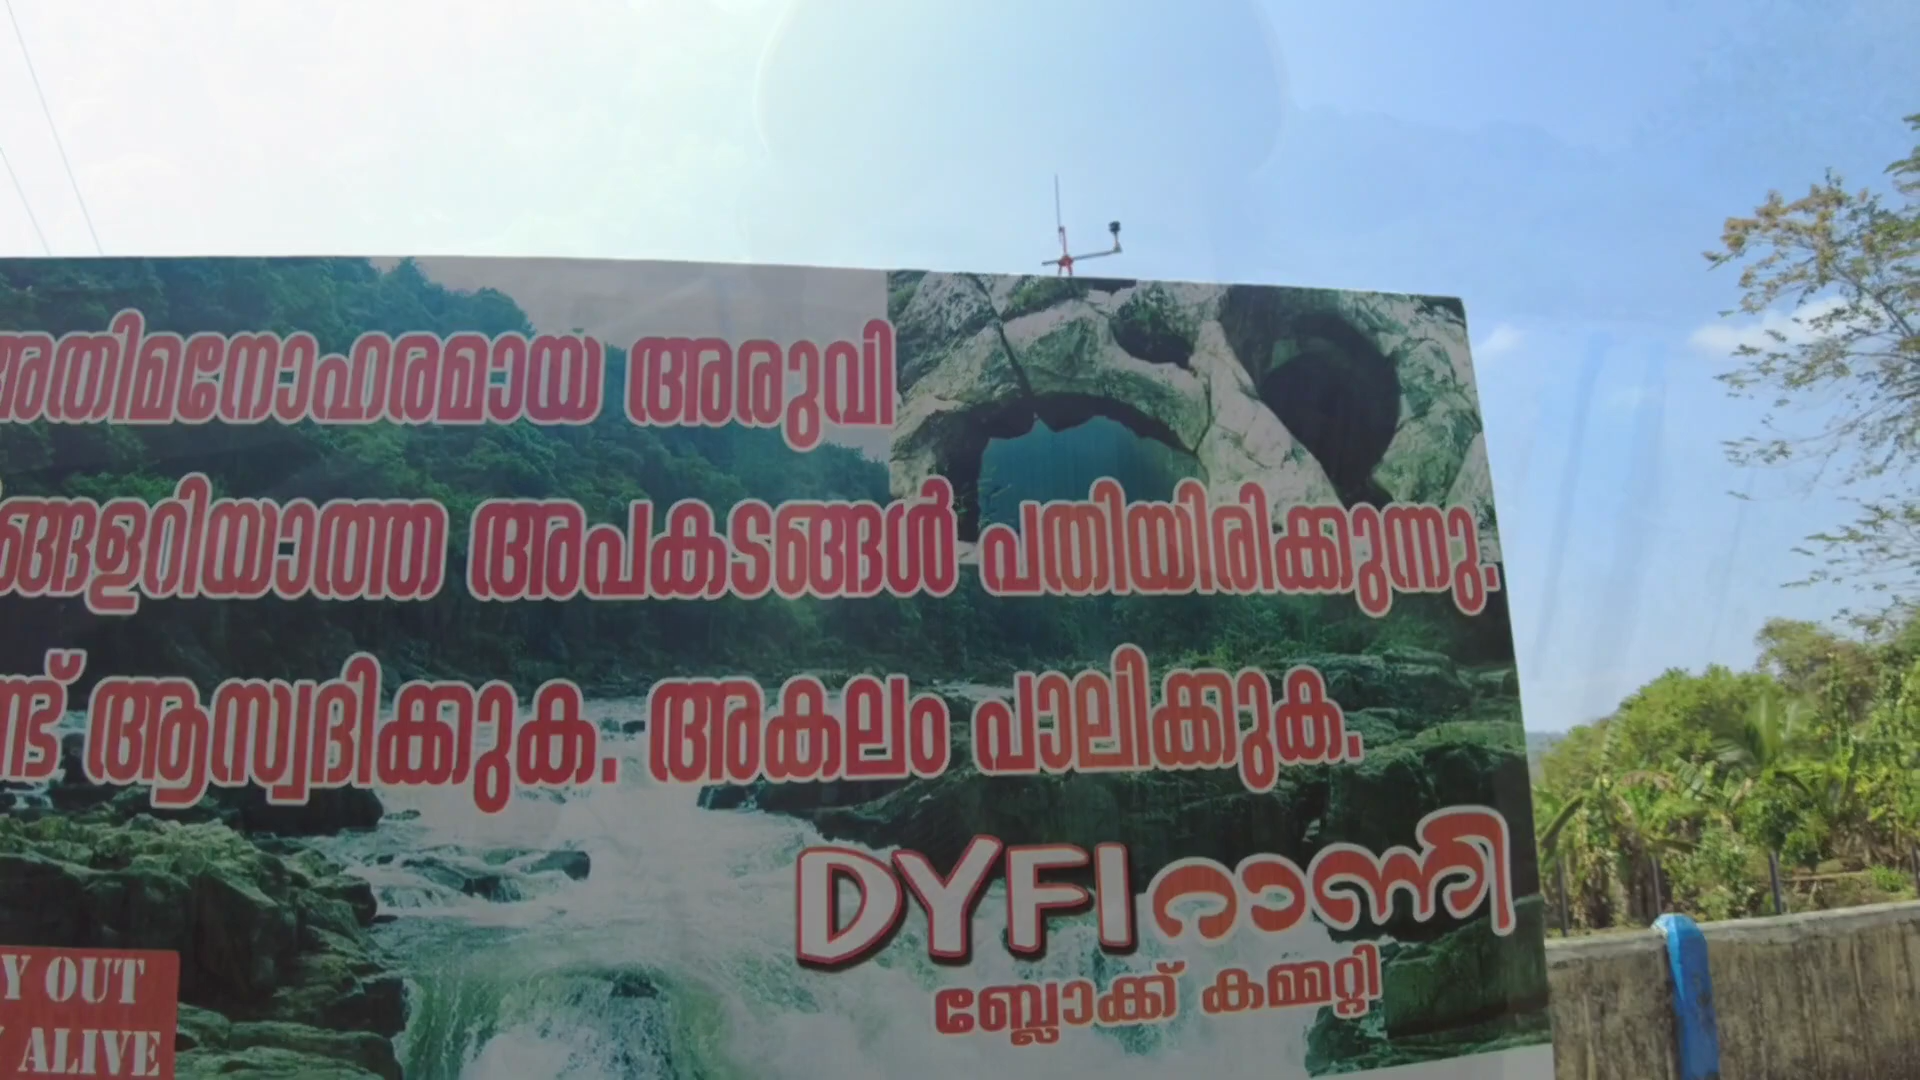 അതിമനോഹരമായ അരുവി
ങ്ങളറിയാത്ത അപകടങ്ങൾ പതിയിരിക്കുന്നു.
ണ്ട് ആസ്വദിക്കുക. അകലം പാലിക്കുക.
DYFI റാന്നി
ബ്ലോക്ക് കമ്മറ്റി
Y OUT
ALIVE